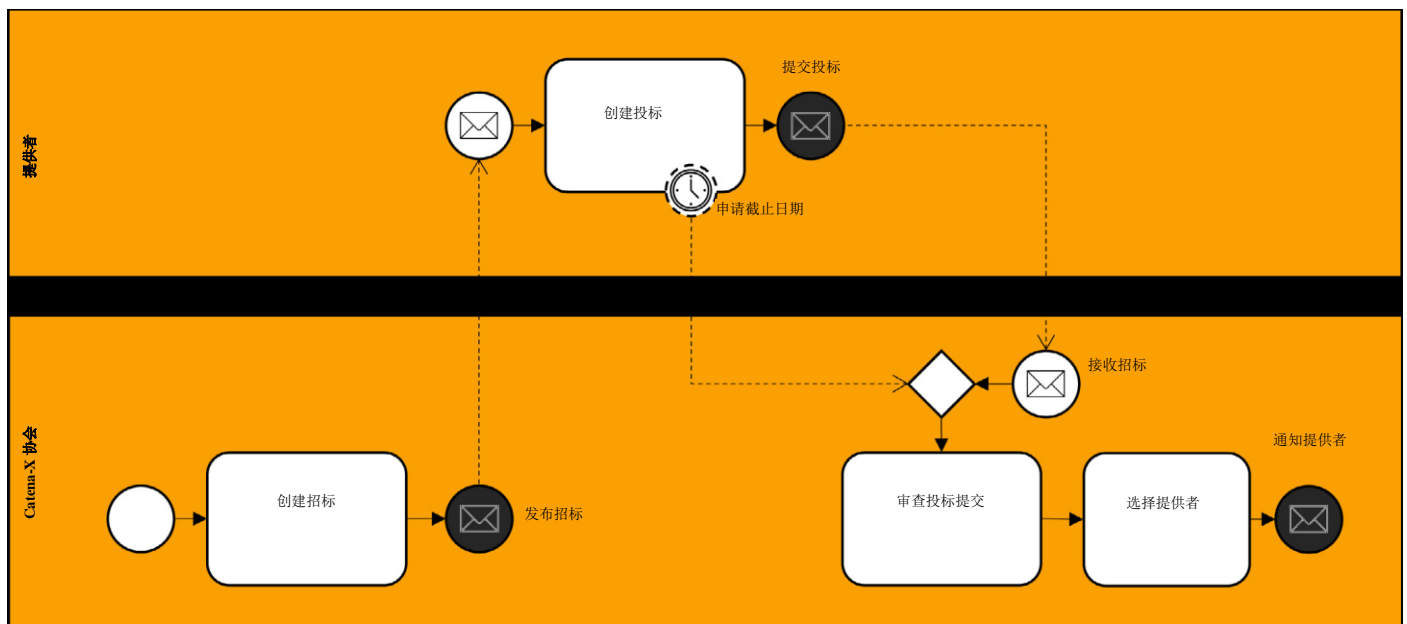 提交投标
创建投标
提供者
申请截止日期
接收招标
通知提供者
Catena-X 协会
创建招标
发布招标
审查投标提交
选择提供者